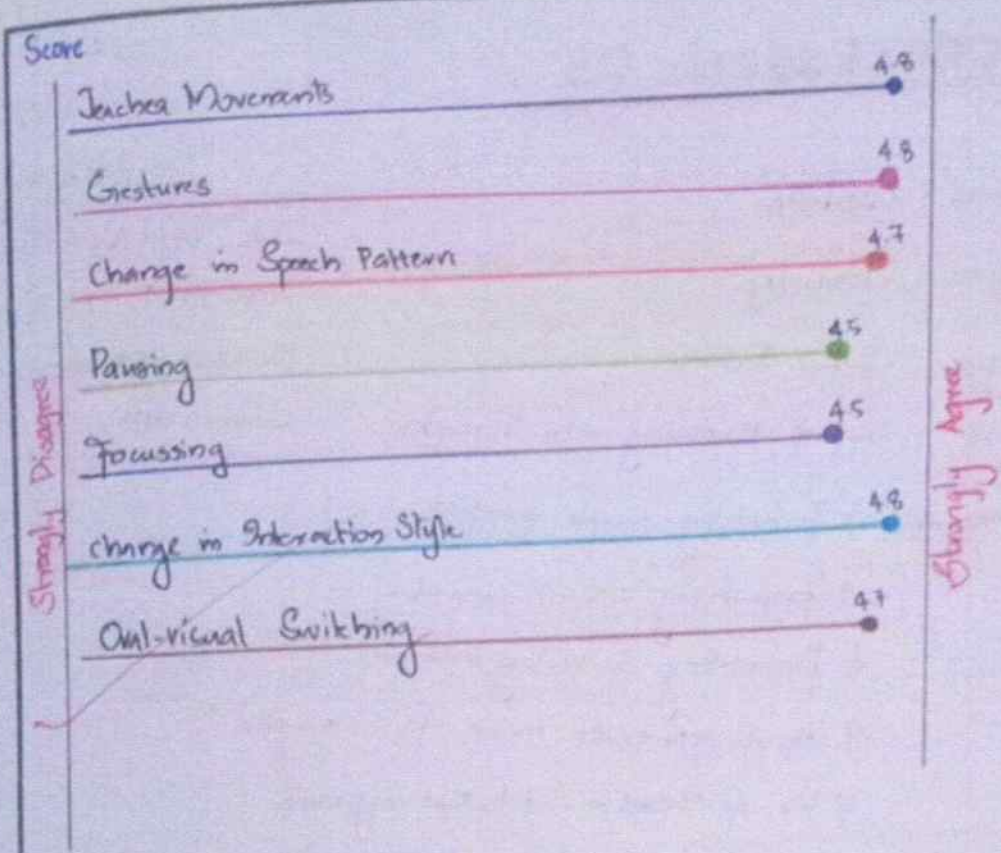 Score
4.8
Teacher Movements
4.8
Gestures
4.7
Change in Speech Pattern
4.5
Pausing
4.5
Focussing
4.8
change in Interaction Style
4.7
Oral-visual Switching
Strongly Disagree
Strongly Agree